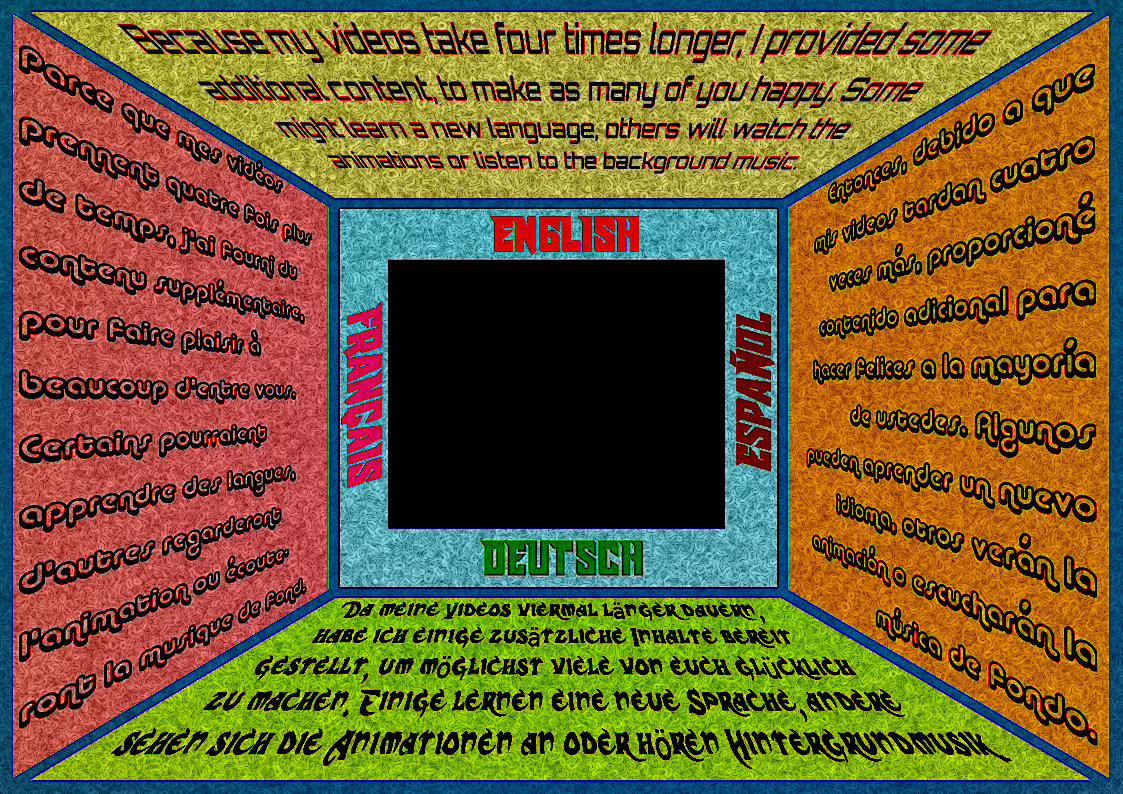 Because my videos take four times longer, I provided some
additional content, to make as many of you happy. Some
might learn a new language, others will watch the
animations or listen to the background music.
Parce que mes vidéos
prennent quatre fois plus
de temps, j'ai fourni du
contenu supplémentaire,
pour faire plaisir à
beaucoup d'entre vous.
Certains pourraient
apprendre des langues,
d'autres regarderont
l'animation ou écoute-
ront la musique de fond.
ENGLISH
FRANÇAIS
ESPAÑOL
DEUTSCH
Entonces, debido a que
mis videos tardan cuatro
veces más, proporcioné
contenido adicional para
hacer felices a la mayoría
de ustedes. Algunos
pueden aprender un nuevo
idioma, otros verán la
animación o escucharán la
música de fondo.
Da meine Videos viermal länger dauern,
habe ich einige zusätzliche Inhalte bereit
gestellt, um möglichst viele von euch glücklich
zu machen. Einige lernen eine neue Sprache, andere
sehen sich die Animationen an oder hören Hintergrundmusik